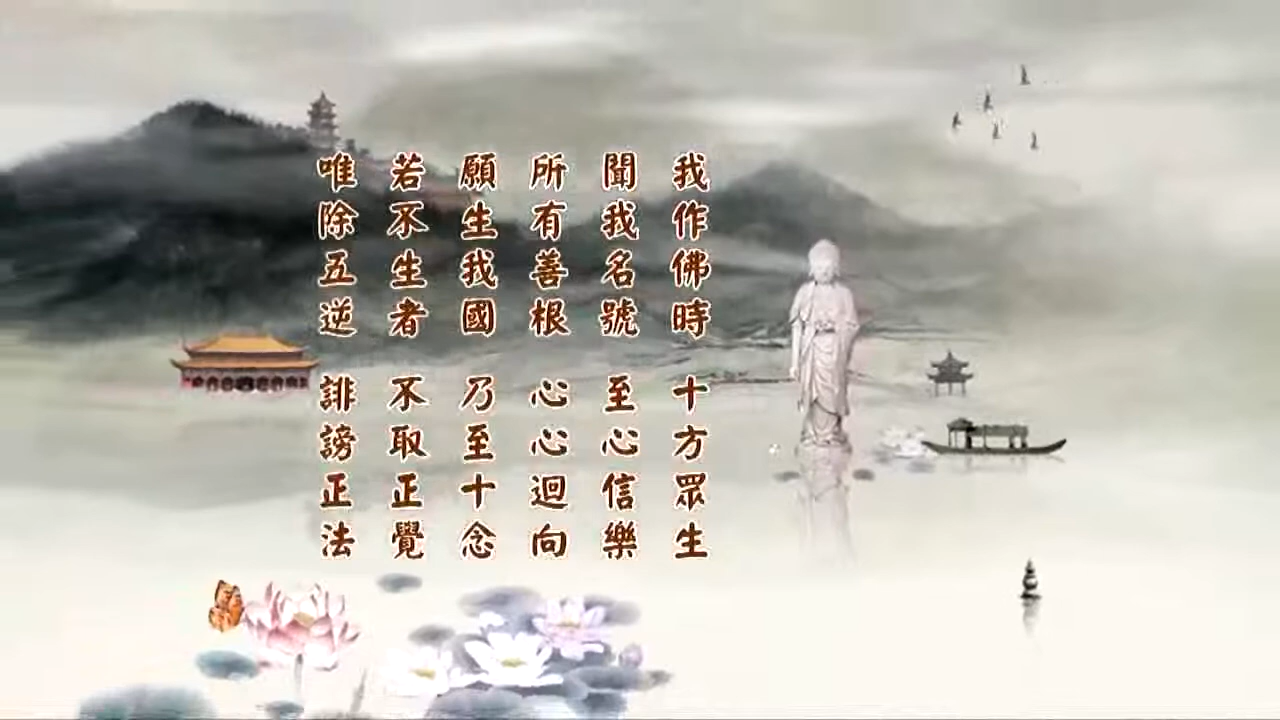 我作佛時 十方眾生
聞我名號 至心信樂
所有善根 心心迴向
願生我國 乃至十念
若不生者 不取正覺
唯除五逆 誹謗正法